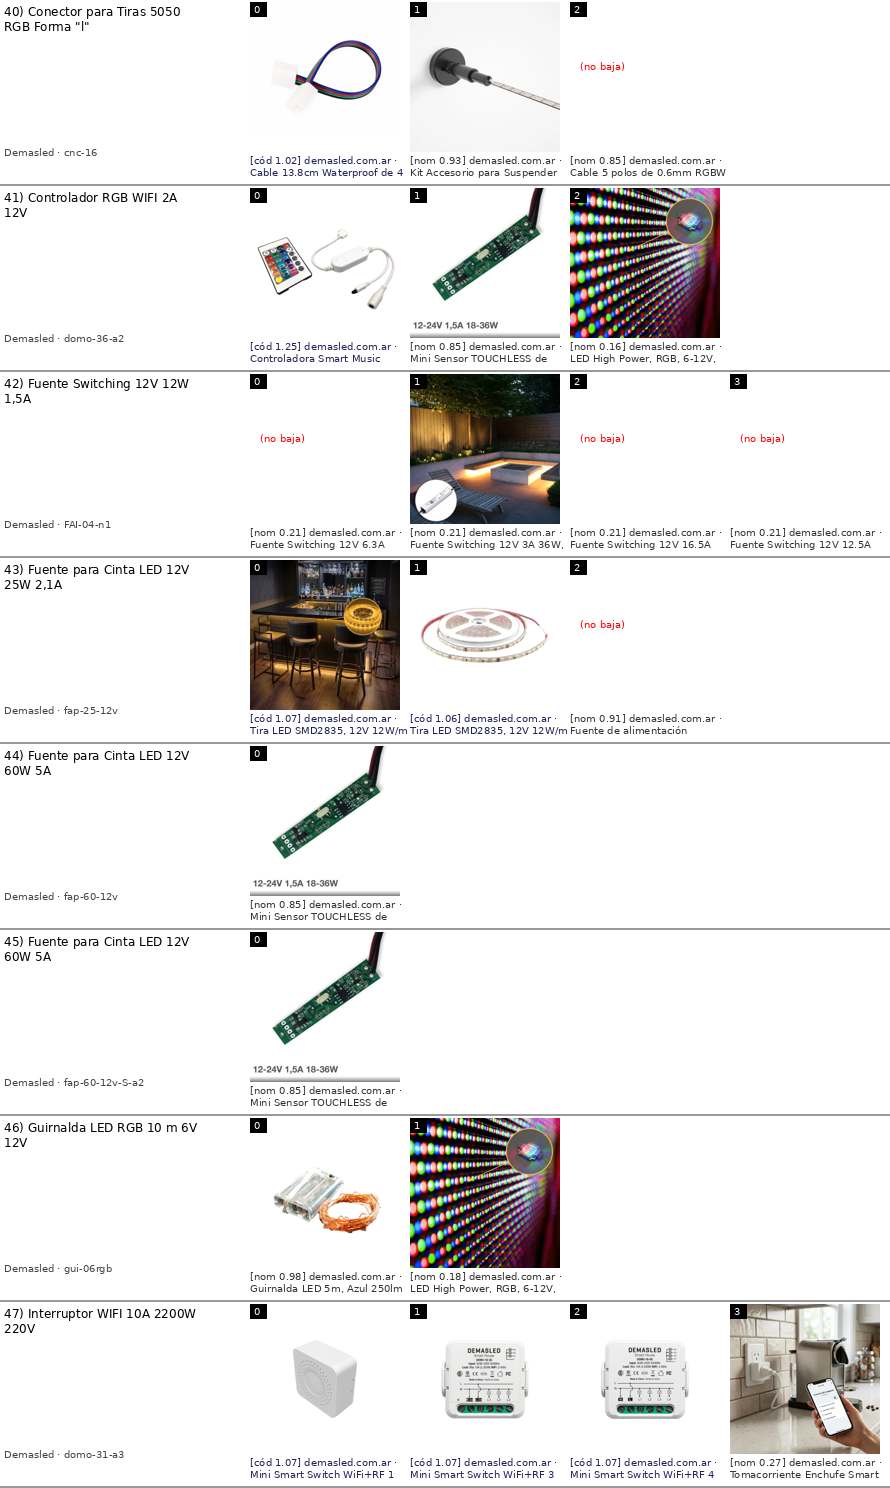 40) Conector para Tiras 5050
RGB Forma "l"
Demasled · cnc-16
0
[cód 1.02] demasled.com.ar ·
Cable 13.8cm Waterproof de 4
1
[nom 0.93] demasled.com.ar ·
Kit Accesorio para Suspender
2
(no baja)
[nom 0.85] demasled.com.ar ·
Cable 5 polos de 0.6mm RGBW
41) Controlador RGB WIFI 2A
12V
Demasled · domo-36-a2
0
[cód 1.25] demasled.com.ar ·
Controladora Smart Music
1
12-24V 1,5A 18-36W
[nom 0.85] demasled.com.ar ·
Mini Sensor TOUCHLESS de
2
[nom 0.16] demasled.com.ar ·
LED High Power, RGB, 6-12V,
42) Fuente Switching 12V 12W
1,5A
Demasled · FAI-04-n1
0
(no baja)
[nom 0.21] demasled.com.ar ·
Fuente Switching 12V 6.3A
1
[nom 0.21] demasled.com.ar ·
Fuente Switching 12V 3A 36W,
2
(no baja)
[nom 0.21] demasled.com.ar ·
Fuente Switching 12V 16.5A
3
(no baja)
[nom 0.21] demasled.com.ar ·
Fuente Switching 12V 12.5A
43) Fuente para Cinta LED 12V
25W 2,1A
Demasled · fap-25-12v
0
[cód 1.07] demasled.com.ar ·
Tira LED SMD2835, 12V 12W/m
1
[cód 1.06] demasled.com.ar ·
Tira LED SMD2835, 12V 12W/m
2
(no baja)
[nom 0.91] demasled.com.ar ·
Fuente de alimentación
44) Fuente para Cinta LED 12V
60W 5A
Demasled · fap-60-12v
0
12-24V 1,5A 18-36W
[nom 0.85] demasled.com.ar ·
Mini Sensor TOUCHLESS de
45) Fuente para Cinta LED 12V
60W 5A
Demasled · fap-60-12v-S-a2
0
12-24V 1,5A 18-36W
[nom 0.85] demasled.com.ar ·
Mini Sensor TOUCHLESS de
46) Guirnalda LED RGB 10 m 6V
12V
Demasled · gui-06rgb
0
[nom 0.98] demasled.com.ar ·
Guirnalda LED 5m, Azul 250lm
1
[nom 0.18] demasled.com.ar ·
LED High Power, RGB, 6-12V,
47) Interruptor WIFI 10A 2200W
220V
Demasled · domo-31-a3
0
[cód 1.07] demasled.com.ar ·
Mini Smart Switch WiFi+RF 1
1
DEMASLED
[cód 1.07] demasled.com.ar ·
Mini Smart Switch WiFi+RF 3
2
DEMASLED
[cód 1.07] demasled.com.ar ·
Mini Smart Switch WiFi+RF 4
3
[nom 0.27] demasled.com.ar ·
Tomacorriente Enchufe Smart